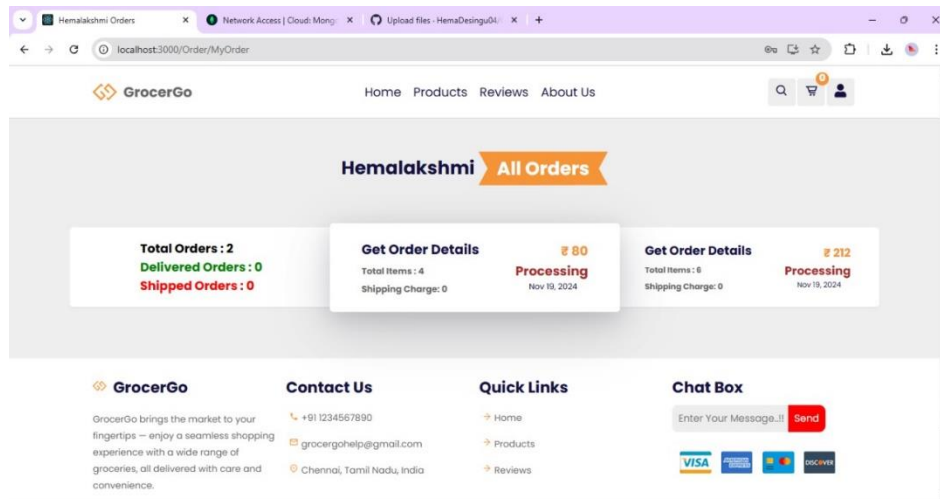 Hemalakshmi Orders
Network Access | Cloud: Mong
Upload files - HemaDesingu04/
localhost:3000/Order/MyOrder
GrocerGo
Home Products Reviews About Us
0
Hemalakshmi All Orders
Total Orders : 2
Delivered Orders : 0
Shipped Orders : 0
Get Order Details ₹ 80
Total Items : 4 Processing
Shipping Charge: 0 Nov 19, 2024
Get Order Details ₹ 212
Total Items : 6 Processing
Shipping Charge: 0 Nov 19, 2024
GrocerGo
GrocerGo brings the market to your
fingertips — enjoy a seamless shopping
experience with a wide range of
groceries, all delivered with care and
convenience.
Contact Us
+91 1234567890
grocergohelp@gmail.com
Chennai, Tamil Nadu, India
Quick Links
Home
Products
Reviews
Chat Box
Enter Your Message..!! Send
VISA
DISCOVER